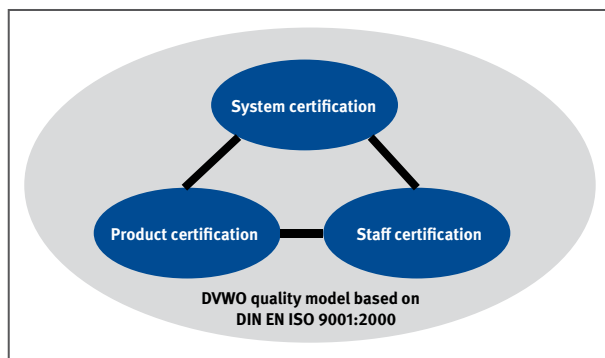 System certification
Product certification
Staff certification
DVWO quality model based on
DIN EN ISO 9001:2000